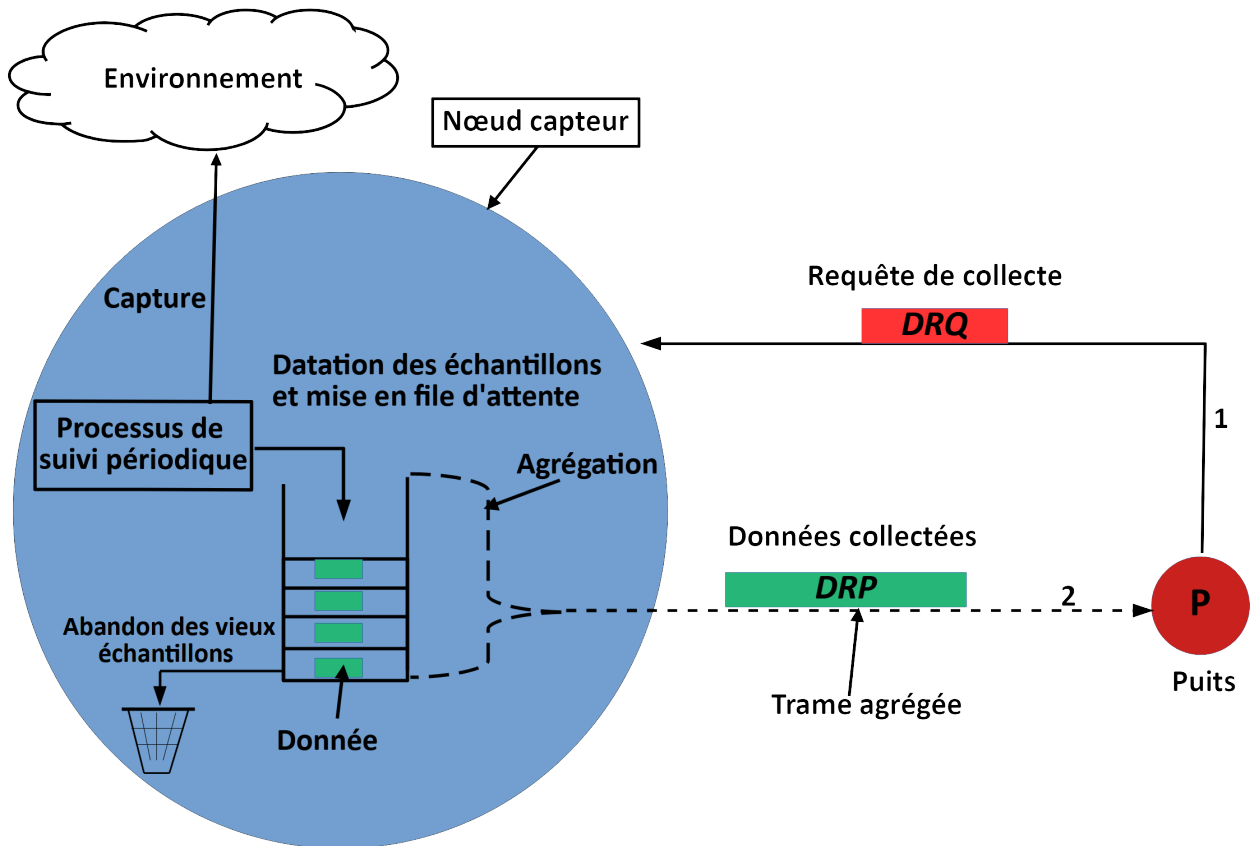 Environnement
Nœud capteur
Capture
Requête de collecte
DRQ
Datation des échantillons
et mise en file d'attente
1
Processus de
suivi périodique
Agrégation
Données collectées
DRP
2
P
Abandon des vieux
échantillons
Puits
Trame agrégée
Donnée